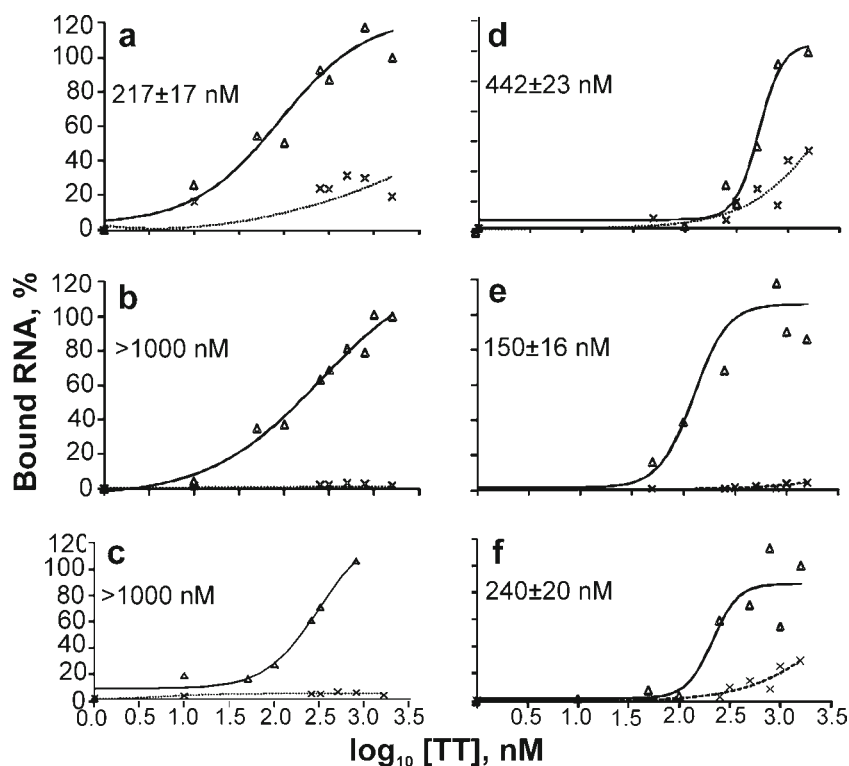 a
120
100
80
60
40
20
0
217±17 nM
d
442±23 nM
b
120
100
80
60
40
20
0
>1000 nM
e
150±16 nM
c
120
100
80
60
40
20
0
>1000 nM
f
240±20 nM
0.0 0.5 1.0 1.5 2.0 2.5 3.0 3.5
0.5 1.0 1.5 2.0 2.5 3.0 3.5
Bound RNA, %
log₁₀ [TT], nM